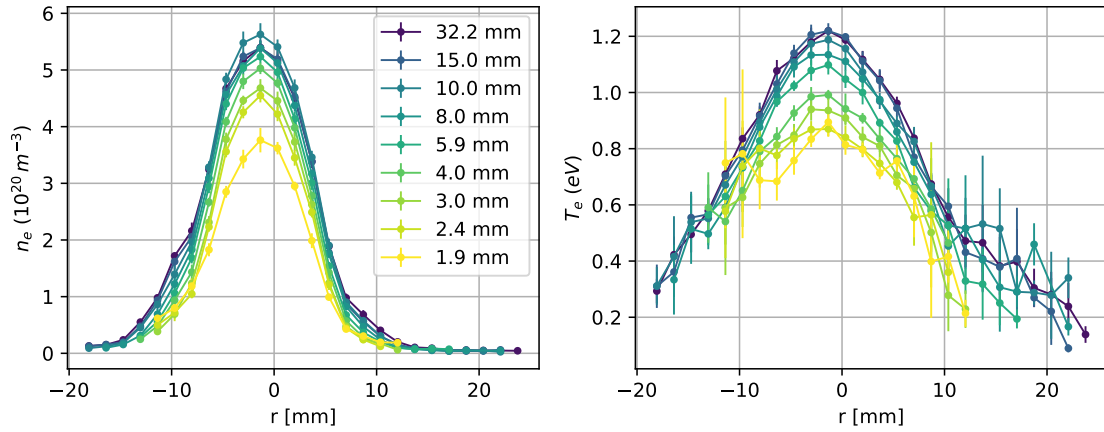 6
5
4
3
2
1
0
n_e (10^20 m^−3)
−20
−10
0
10
20
r [mm]
32.2 mm
15.0 mm
10.0 mm
8.0 mm
5.9 mm
4.0 mm
3.0 mm
2.4 mm
1.9 mm
1.2
1.0
0.8
0.6
0.4
0.2
T_e (eV)
−20
−10
0
10
20
r [mm]